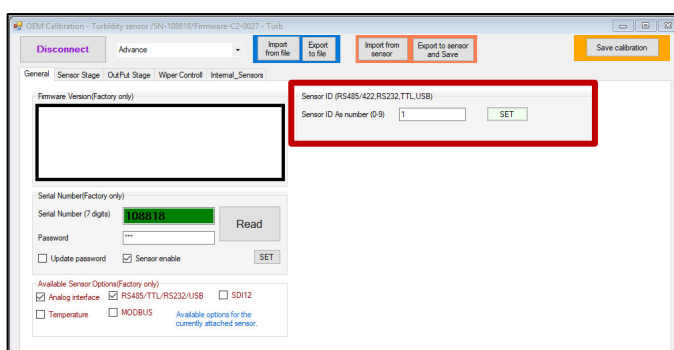 OEM Calibration - Turbidity sensor /SN-108818/Firmware-C2-0027 - Turb
Disconnect
Advance
Import from file
Export to file
Import from sensor
Export to sensor and Save
Save calibration
General Sensor Stage OutPut Stage Wiper Controll Internal_Sensors
Firmware Version(Factory only)
Sensor ID (RS485/422,RS232,TTL,USB)
Sensor ID As number (0-9) 1 SET
Serial Number(Factory only)
Serial Number (7 digits) 108818
Read
Password ***
Update password Sensor enable SET
Available Sensor Options(Factory only)
Analog interface RS485/TTL/RS232/USB SDI12
Temperature MODBUS
Available options for the
currently attached sensor.